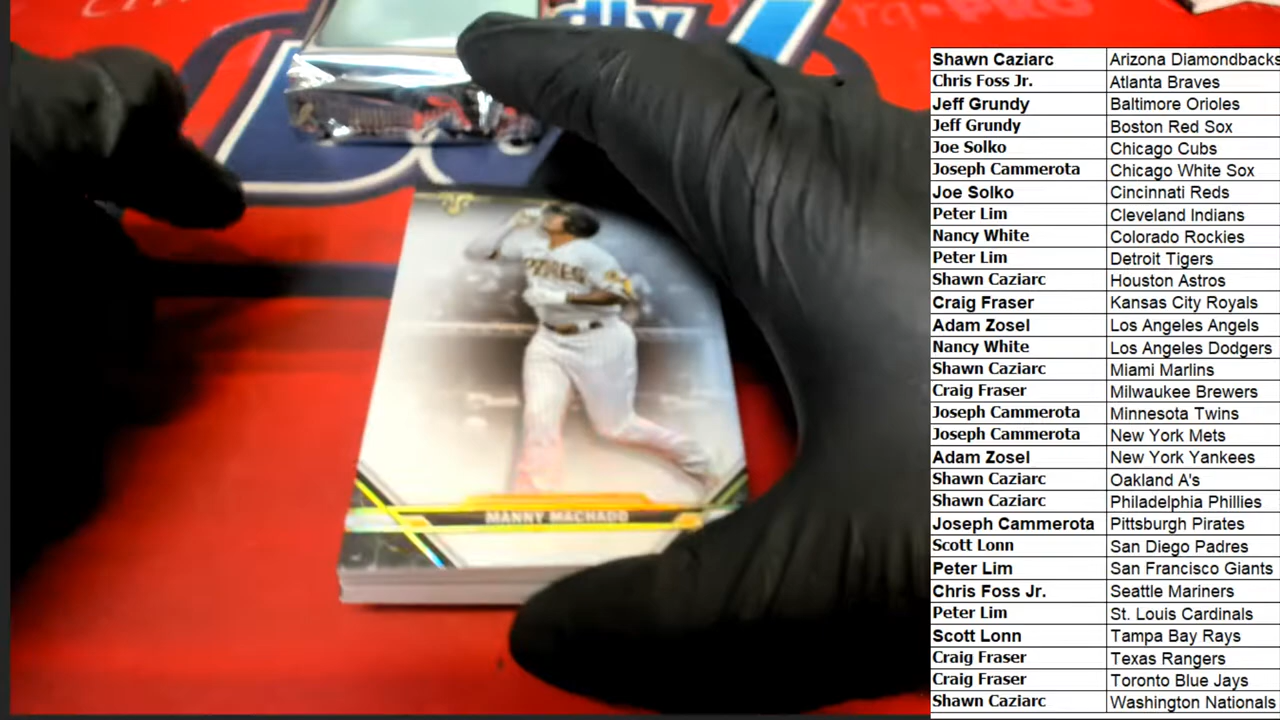 Shawn Caziarc Arizona Diamondbacks
Chris Foss Jr. Atlanta Braves
Jeff Grundy Baltimore Orioles
Jeff Grundy Boston Red Sox
Joe Solko Chicago Cubs
Joseph Cammerota Chicago White Sox
Joe Solko Cincinnati Reds
Peter Lim Cleveland Indians
Nancy White Colorado Rockies
Peter Lim Detroit Tigers
Shawn Caziarc Houston Astros
Craig Fraser Kansas City Royals
Adam Zosel Los Angeles Angels
Nancy White Los Angeles Dodgers
Shawn Caziarc Miami Marlins
Craig Fraser Milwaukee Brewers
Joseph Cammerota Minnesota Twins
Joseph Cammerota New York Mets
Adam Zosel New York Yankees
Shawn Caziarc Oakland A's
Shawn Caziarc Philadelphia Phillies
Joseph Cammerota Pittsburgh Pirates
Scott Lonn San Diego Padres
Peter Lim San Francisco Giants
Chris Foss Jr. Seattle Mariners
Peter Lim St. Louis Cardinals
Scott Lonn Tampa Bay Rays
Craig Fraser Texas Rangers
Craig Fraser Toronto Blue Jays
Shawn Caziarc Washington Nationals
PADRES
MANNY MACHADO